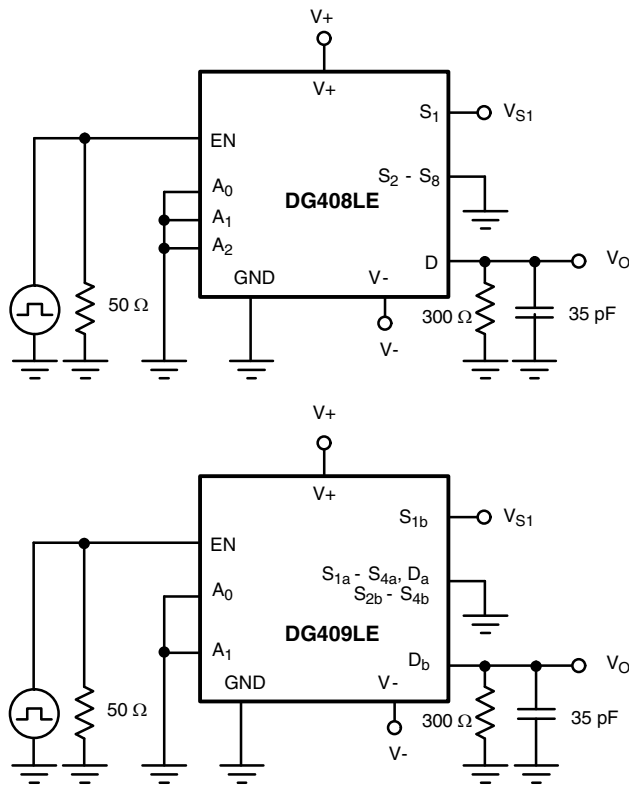 V+
V+
S1
VS1
EN
S2 - S8
A0
DG408LE
A1
A2
D
VO
GND
V-
50 Ω
300 Ω
35 pF
V-
V+
V+
S1b
VS1
EN
S1a - S4a, Da
A0
S2b - S4b
DG409LE
A1
Db
VO
GND
V-
50 Ω
300 Ω
35 pF
V-